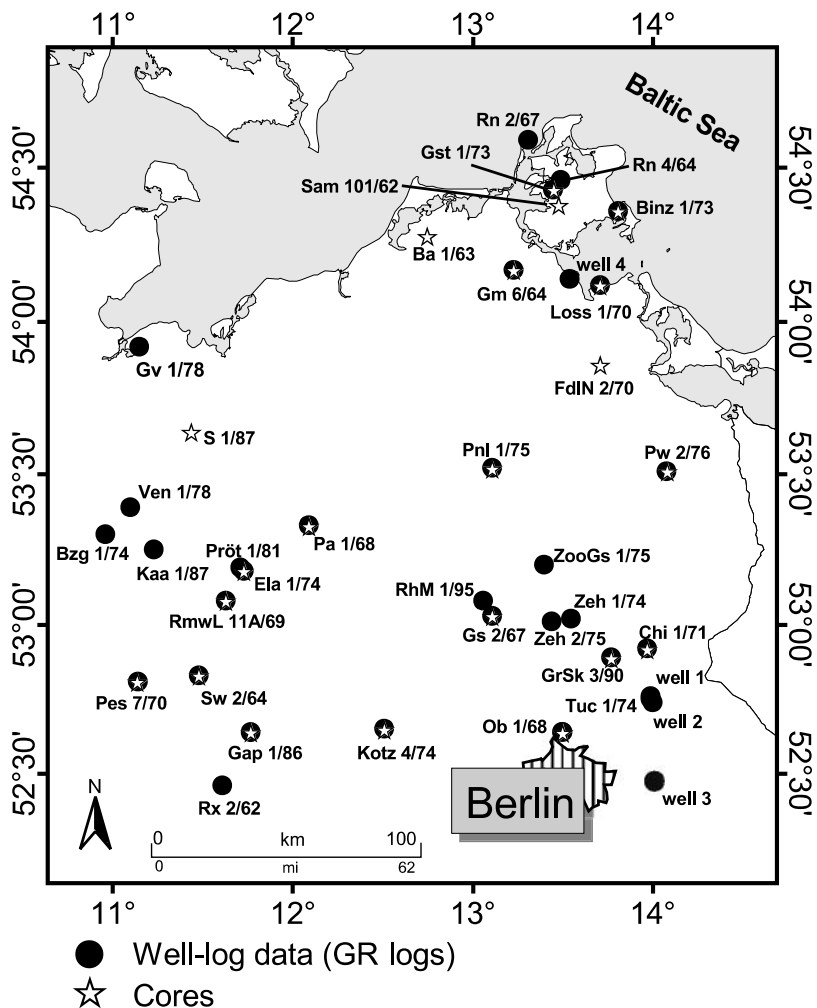 11° 12° 13° 14°
Baltic Sea
Rn 2/67
54°30' 54°30'
Gst 1/73
Rn 4/64
Sam 101/62
Binz 1/73
Ba 1/63
well 4
Gm 6/64
Loss 1/70
54°00' 54°00'
Gv 1/78
FdlN 2/70
S 1/87
Pnl 1/75
Pw 2/76
53°30' 53°30'
Ven 1/78
Pa 1/68
Bzg 1/74
Kaa 1/87
Pröt 1/81
ZooGs 1/75
Ela 1/74
RhM 1/95
Zeh 1/74
RmwL 11A/69
Gs 2/67
Zeh 2/75
Chi 1/71
53°00' 53°00'
GrSk 3/90
well 1
Pes 7/70
Sw 2/64
Tuc 1/74
well 2
Gap 1/86
Kotz 4/74
Ob 1/68
52°30' 52°30'
N
Rx 2/62
Berlin
well 3
0 km 100
0 mi 62
11° 12° 13° 14°
Well-log data (GR logs)
Cores